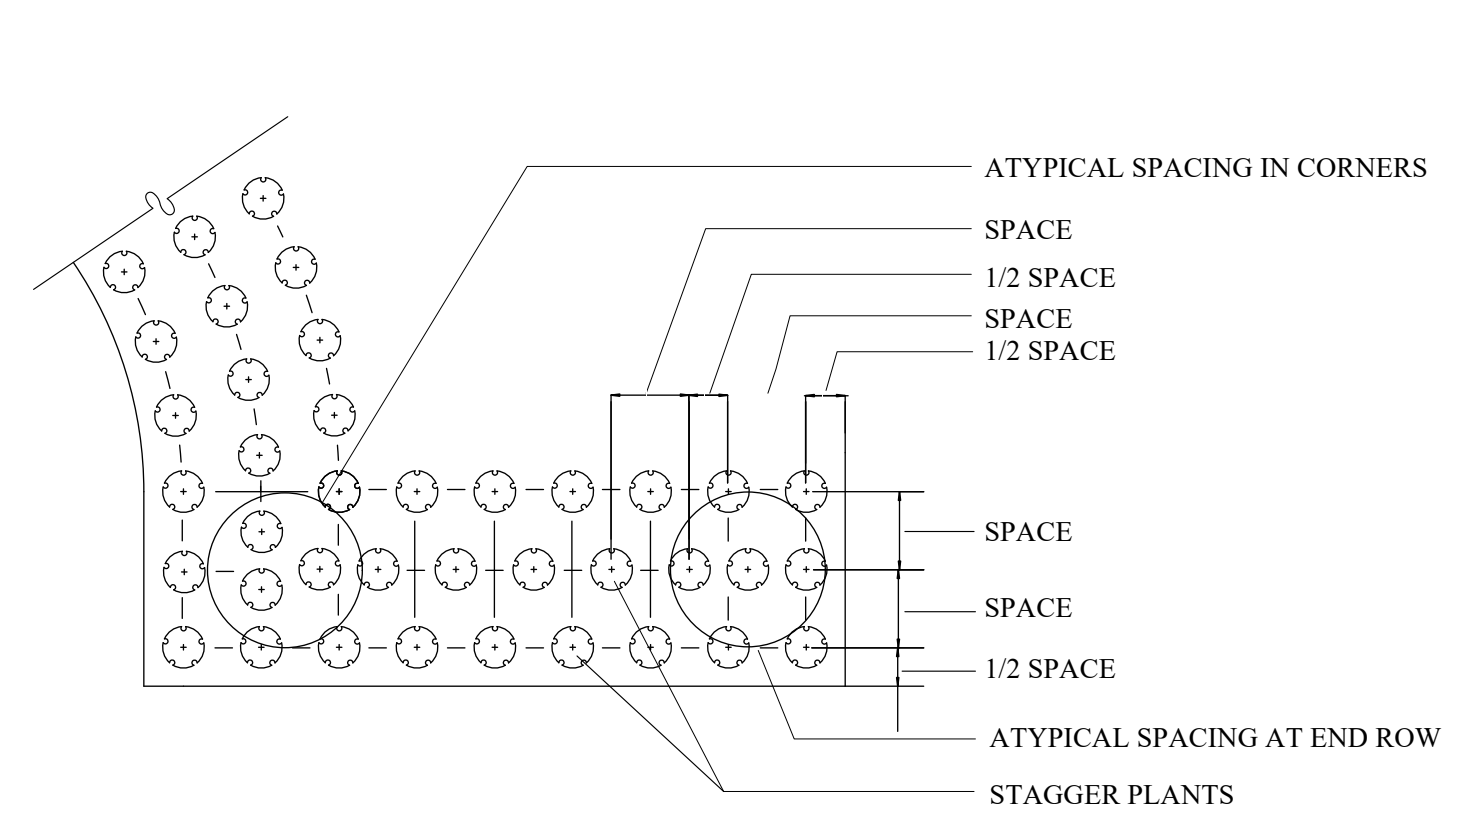 ATYPICAL SPACING IN CORNERS
SPACE
1/2 SPACE
SPACE
1/2 SPACE
SPACE
SPACE
1/2 SPACE
ATYPICAL SPACING AT END ROW
STAGGER PLANTS